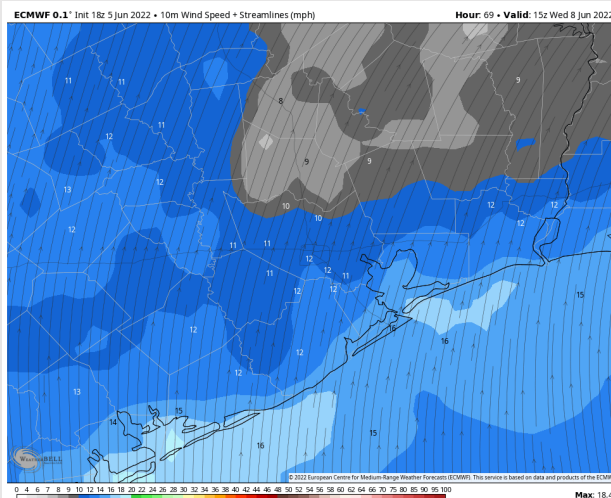 ECMWF 0.1° Init 18z 5 Jun 2022 • 10m Wind Speed + Streamlines (mph)
Hour: 69 • Valid: 15z Wed 8 Jun 2022
11 11 8 9
11
12
9 9
13 12
10 12 12
12 10 12
11 11
12
11 12 11
12 12 15
12 16
16
12
12
13
14 15
16 15
WEATHERBELL
© 2022 European Centre for Medium-Range Weather Forecasts (ECMWF). This service is based on data and products of the ECM
0 2 4 6 7 8 9 10 12 14 16 18 20 22 24 26 28 30 32 34 36 38 40 42 44 46 48 50 52 54 56 58 60 62 64 66 70 75 80 85 90 95 100
Max: 18.4